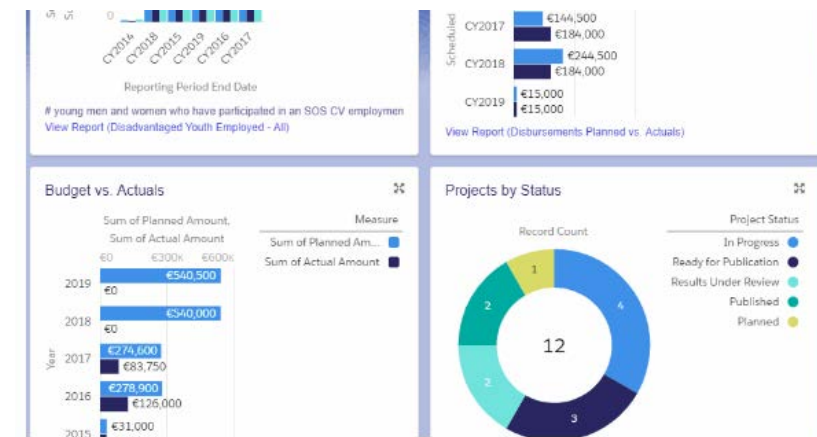 0
CY2014
CY2018
CY2015
CY2019
CY2016
CY2017
Reporting Period End Date
# young men and women who have participated in an SOS CV employmen
View Report (Disadvantaged Youth Employed - All)
Scheduled
CY2017
€144,500
€184,000
CY2018
€244,500
€184,000
CY2019
€15,000
€15,000
View Report (Disbursements Planned vs. Actuals)
Budget vs. Actuals
Sum of Planned Amount,
Sum of Actual Amount
€0 €300K €600K
Measure
Sum of Planned Am...
Sum of Actual Amount
Year
2019
€540,500
€0
2018
€540,000
€0
2017
€274,600
€83,750
2016
€278,900
€126,000
2015
€31,000
Projects by Status
Record Count
Project Status
In Progress
Ready for Publication
Results Under Review
Published
Planned
1
4
2
12
2
3